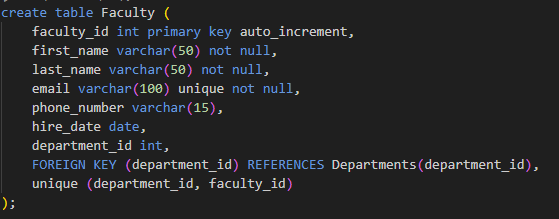 create table Faculty (
faculty_id int primary key auto_increment,
first_name varchar(50) not null,
last_name varchar(50) not null,
email varchar(100) unique not null,
phone_number varchar(15),
hire_date date,
department_id int,
FOREIGN KEY (department_id) REFERENCES Departments(department_id),
unique (department_id, faculty_id)
);